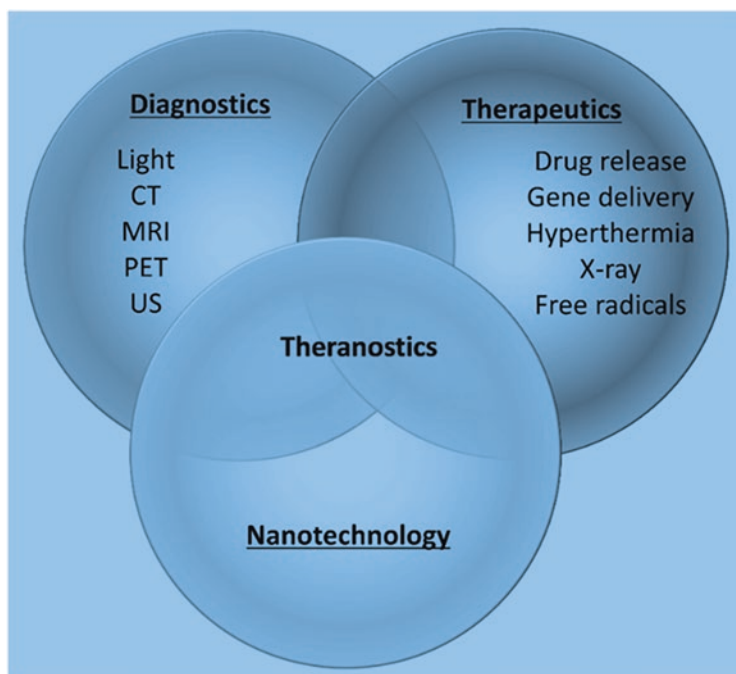 Diagnostics
Light
CT
MRI
PET
US
Therapeutics
Drug release
Gene delivery
Hyperthermia
X-ray
Free radicals
Theranostics
Nanotechnology